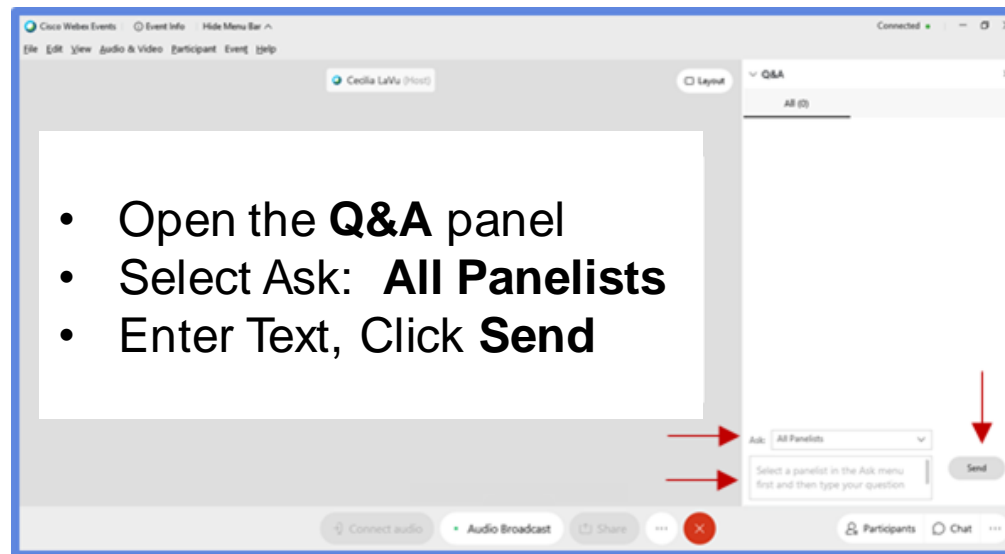 Cisco Webex Events Event Info Hide Menu Bar Connected
File Edit View Audio & Video Participant Event Help
Cecilia LaVu (Host) Layout
Q&A
All (0)
• Open the Q&A panel
• Select Ask: All Panelists
• Enter Text, Click Send
Ask: All Panelists
Select a panelist in the Ask menu
first and then type your question
Send
Connect audio Audio Broadcast Share Participants Chat